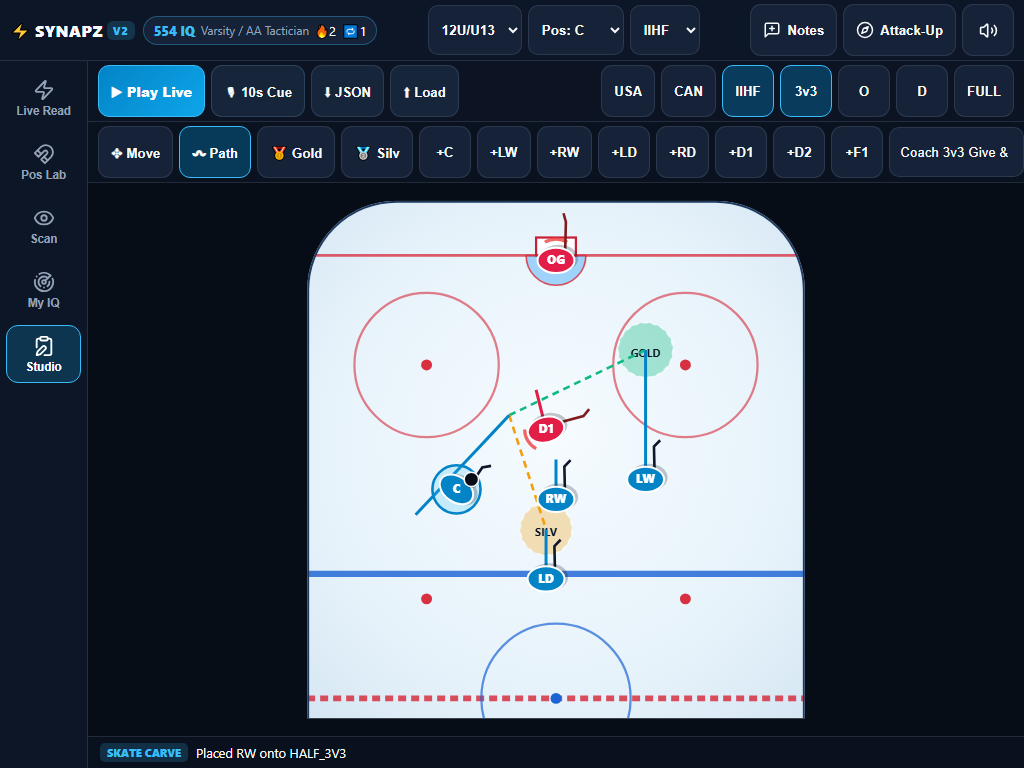 SYNAPZ V2 554 IQ Varsity / AA Tactician 2 1 12U/U13 Pos: C IIHF Notes Attack-Up
Live Read
Pos Lab
Scan
My IQ
Studio
Play Live 10s Cue JSON Load USA CAN IIHF 3v3 O D FULL
Move Path Gold Silv +C +LW +RW +LD +RD +D1 +D2 +F1 Coach 3v3 Give &
OG
GOLD
D1
C
LW
RW
SILV
LD
SKATE CARVE Placed RW onto HALF_3V3